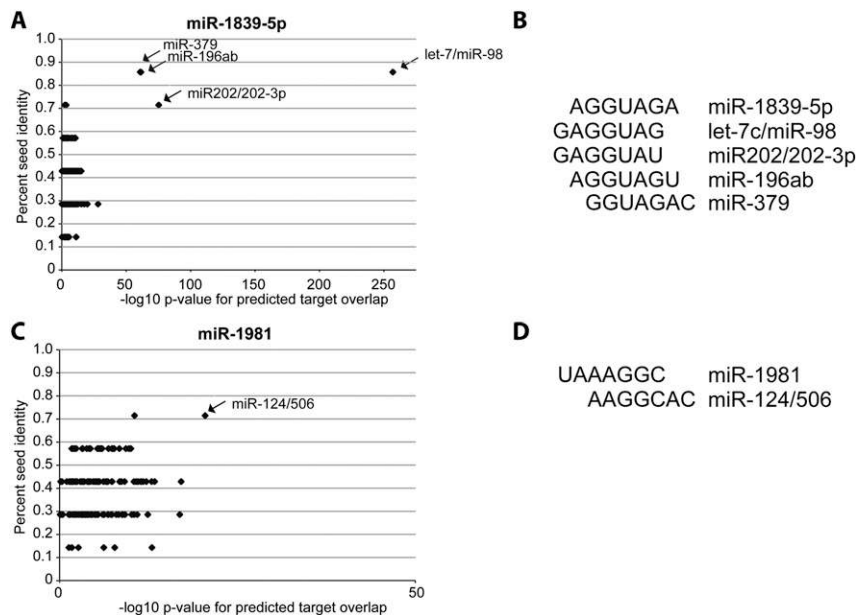 A
miR-1839-5p
B
1.0
0.9
0.8
0.7
0.6
0.5
0.4
0.3
0.2
0.1
0
Percent seed identity
miR-379
miR-196ab
let-7/miR-98
miR202/202-3p
0 50 100 150 200 250
-log10 p-value for predicted target overlap
AGGUAGA miR-1839-5p
GAGGUAG let-7c/miR-98
GAGGUAU miR202/202-3p
AGGUAGU miR-196ab
GGUAGAC miR-379
C
miR-1981
D
1.0
0.9
0.8
0.7
0.6
0.5
0.4
0.3
0.2
0.1
0
Percent seed identity
miR-124/506
0 50
-log10 p-value for predicted target overlap
UAAAGGC miR-1981
AAGGCAC miR-124/506